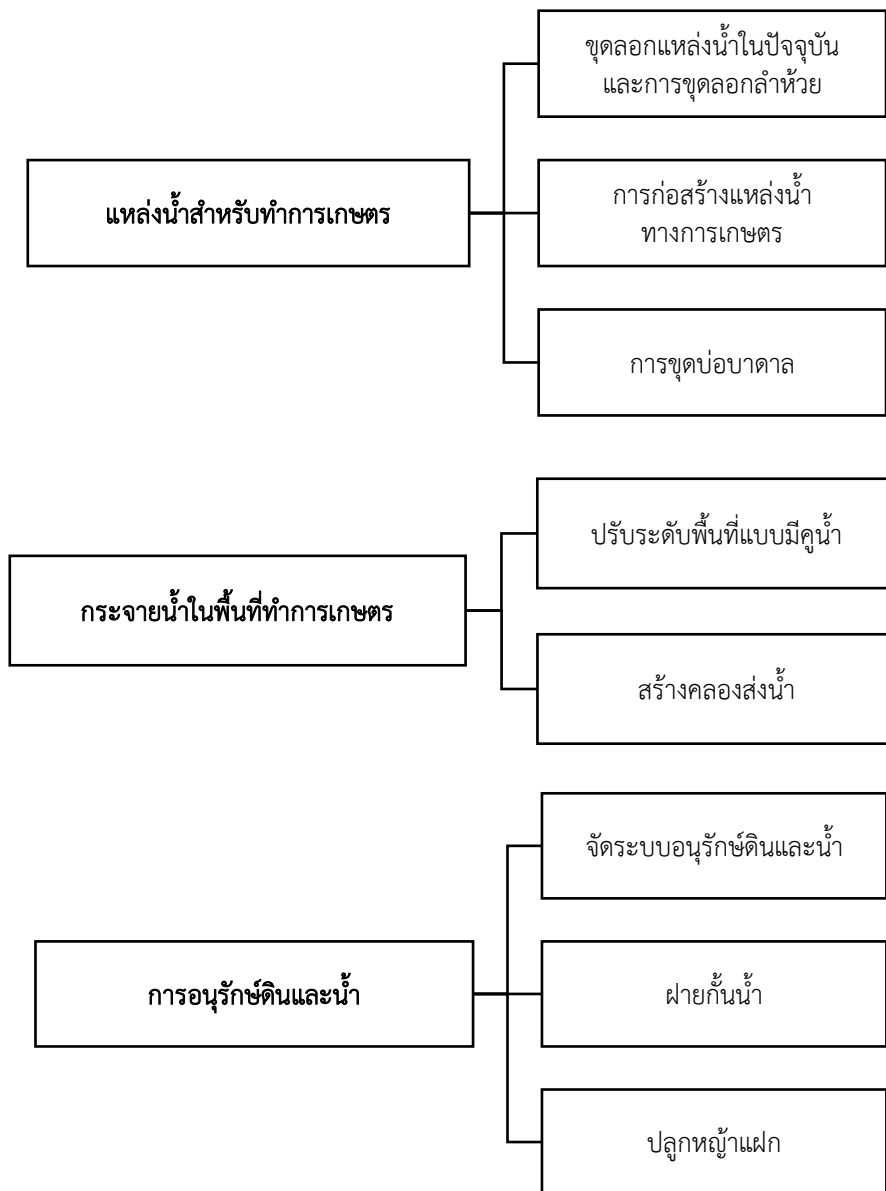 แหล่งน้ำสำหรับทำการเกษตร
ขุดลอกแหล่งน้ำในปัจจุบัน
และการขุดลอกลำห้วย
การก่อสร้างแหล่งน้ำ
ทางการเกษตร
การขุดบ่อบาดาล
กระจายน้ำในพื้นที่ทำการเกษตร
ปรับระดับพื้นที่แบบมีคูน้ำ
สร้างคลองส่งน้ำ
การอนุรักษ์ดินและน้ำ
จัดระบบอนุรักษ์ดินและน้ำ
ฝายกั้นน้ำ
ปลูกหญ้าแฝก